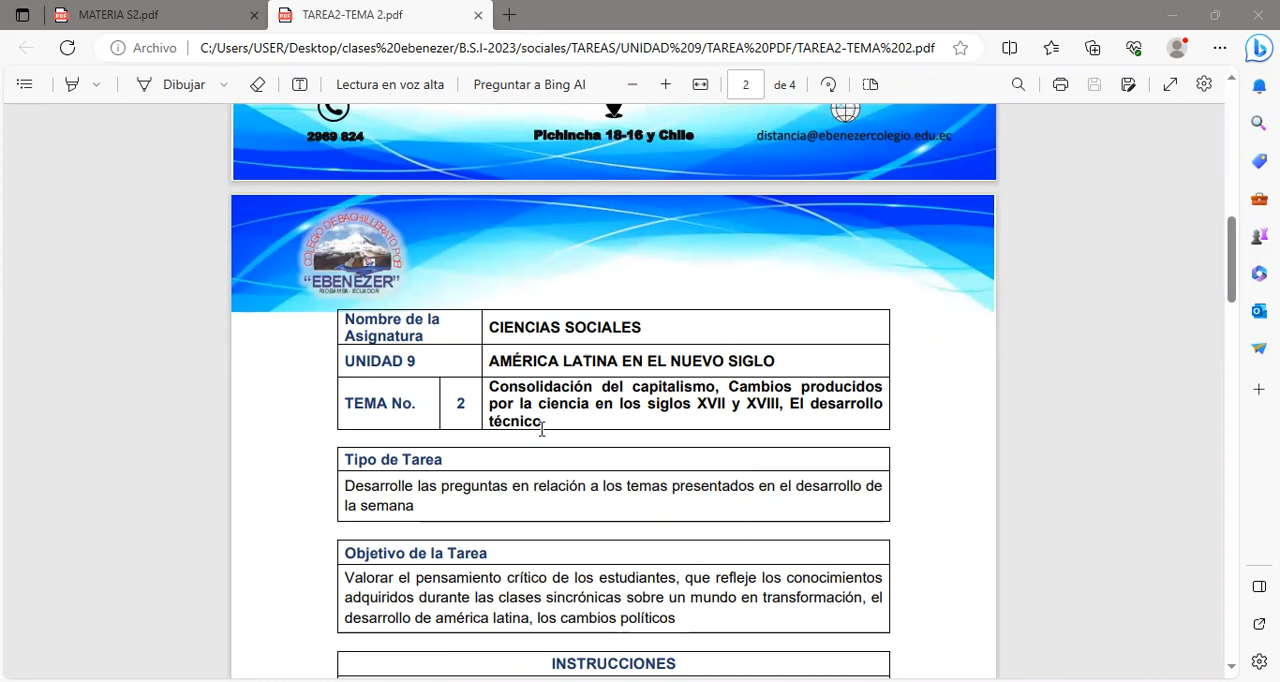 MATERIA S2.pdf
TAREA2-TEMA 2.pdf
Archivo
C:/Users/USER/Desktop/clases%20ebenezer/B.S.I-2023/sociales/TAREAS/UNIDAD%209/TAREA%20PDF/TAREA2-TEMA%202.pdf
Dibujar
Lectura en voz alta
Preguntar a Bing AI
2
de 4
2969 824
Pichincha 18-16 y Chile
distancia@ebenezercolegio.edu.ec
COLEGIO DE BACHILLERATO PCEI
"EBENEZER"
RIOBAMBA - ECUADOR
Nombre de la
Asignatura
CIENCIAS SOCIALES
UNIDAD 9
AMÉRICA LATINA EN EL NUEVO SIGLO
TEMA No.
2
Consolidación del capitalismo, Cambios producidos
por la ciencia en los siglos XVII y XVIII, El desarrollo
técnico
Tipo de Tarea
Desarrolle las preguntas en relación a los temas presentados en el desarrollo de
la semana
Objetivo de la Tarea
Valorar el pensamiento crítico de los estudiantes, que refleje los conocimientos
adquiridos durante las clases sincrónicas sobre un mundo en transformación, el
desarrollo de américa latina, los cambios políticos
INSTRUCCIONES